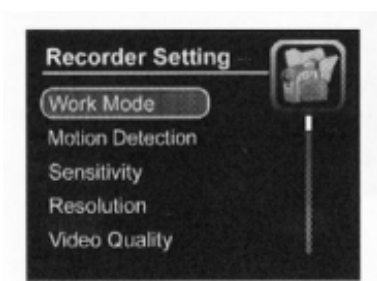 Recorder Setting
Work Mode
Motion Detection
Sensitivity
Resolution
Video Quality